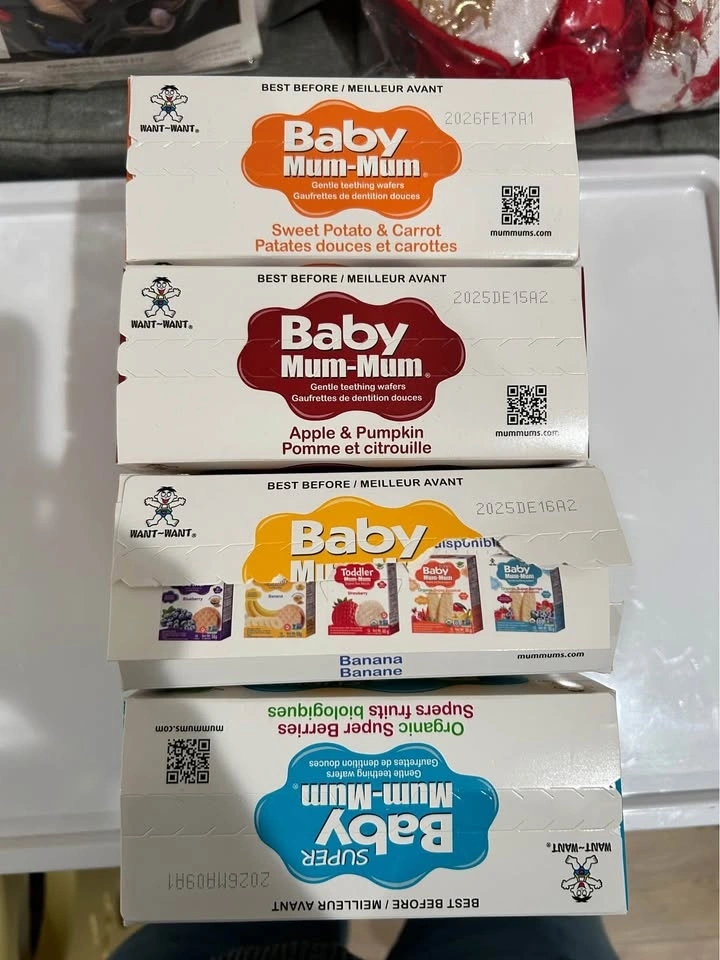 BEST BEFORE / MEILLEUR AVANT
2026FE17A1
WANT~WANT®
Baby
Mum-Mum®
Gentle teething wafers
Gaufrettes de dentition douces
mummums.com
Sweet Potato & Carrot
Patates douces et carottes
BEST BEFORE / MEILLEUR AVANT
2025DE15A2
WANT~WANT®
Baby
Mum-Mum®
Gentle teething wafers
Gaufrettes de dentition douces
mummums.com
Apple & Pumpkin
Pomme et citrouille
BEST BEFORE / MEILLEUR AVANT
2025DE16A2
WANT~WANT®
Baby
Blueberry
Banana
Toddler
Mum-Mum
Strawberry
Baby
Mum-Mum
Baby
Mum-Mum
mummums.com
Banana
Banane
BEST BEFORE / MEILLEUR AVANT
2026MA09A1
WANT~WANT®
SUPER
Baby
Mum-Mum®
Gentle teething wafers
Gaufrettes de dentition douces
mummums.com
Organic Super Berries
Supers fruits biologiques